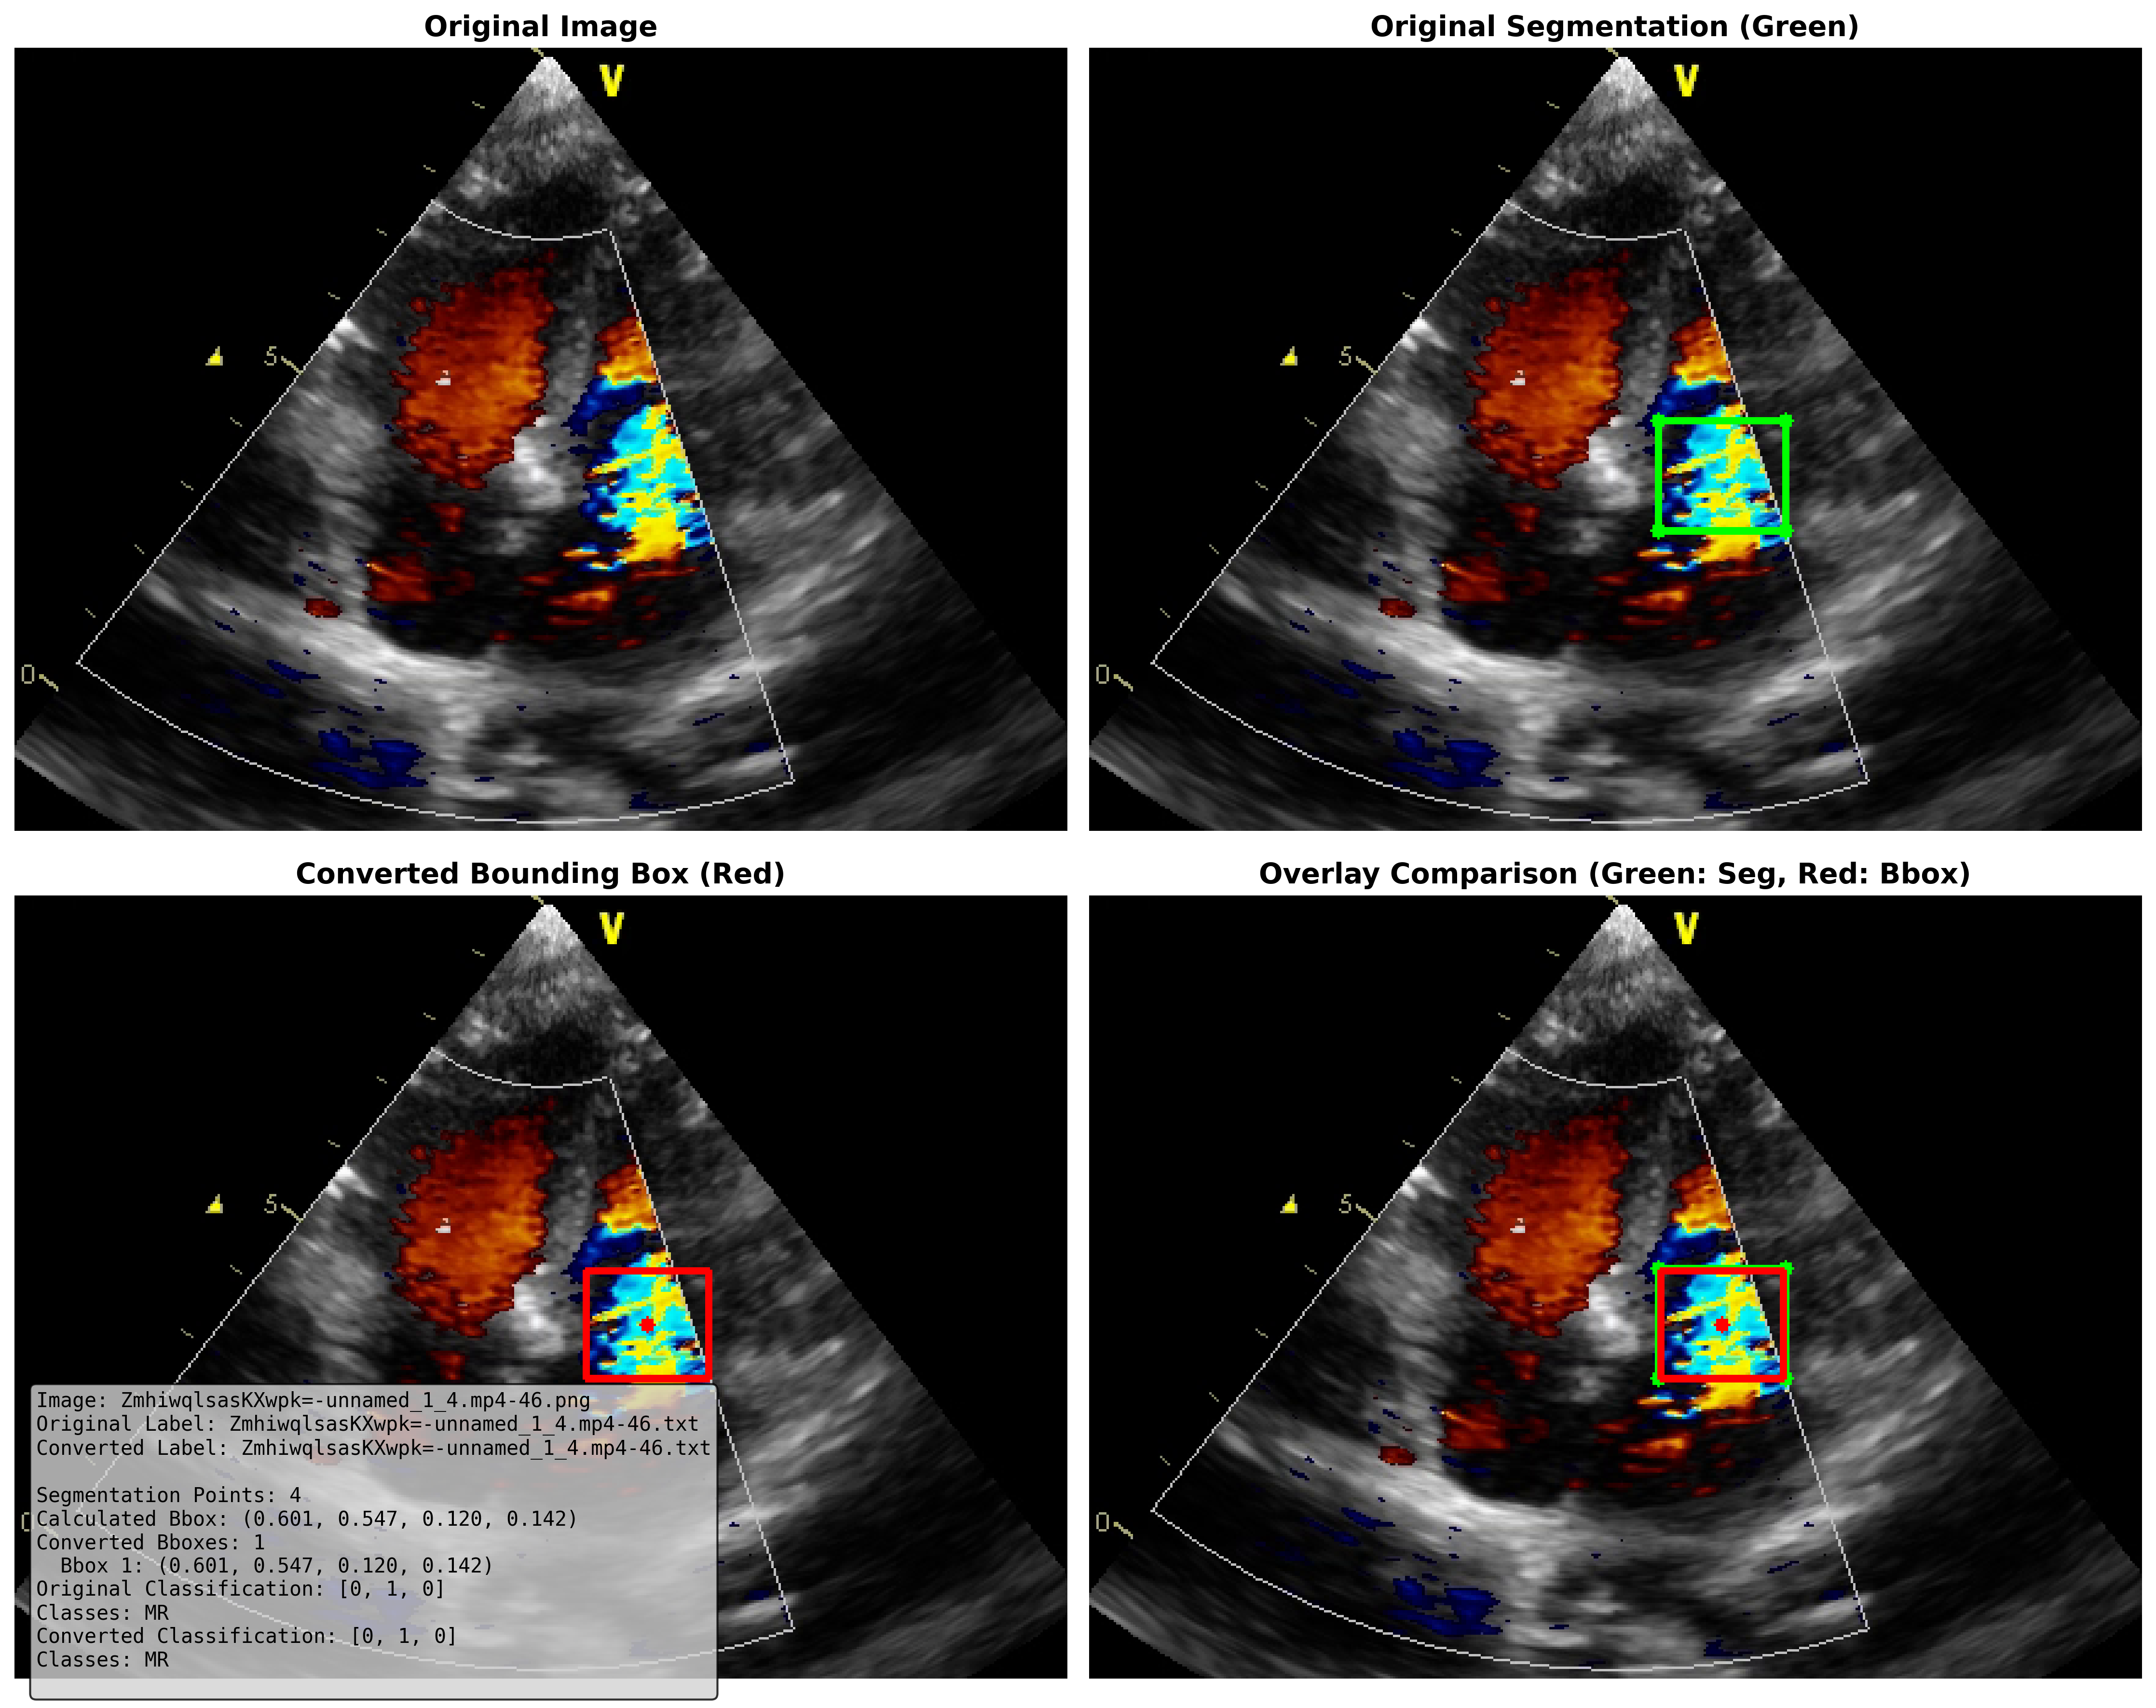 Original Image
Original Segmentation (Green)
V
5
0
V
5
0
Converted Bounding Box (Red)
Overlay Comparison (Green: Seg, Red: Bbox)
V
5
0
V
5
0
Image: ZmhiwqlsasKXwpk=-unnamed_1_4.mp4-46.png
Original Label: ZmhiwqlsasKXwpk=-unnamed_1_4.mp4-46.txt
Converted Label: ZmhiwqlsasKXwpk=-unnamed_1_4.mp4-46.txt
Segmentation Points: 4
Calculated Bbox: (0.601, 0.547, 0.120, 0.142)
Converted Bboxes: 1
Bbox 1: (0.601, 0.547, 0.120, 0.142)
Original Classification: [0, 1, 0]
Classes: MR
Converted Classification: [0, 1, 0]
Classes: MR